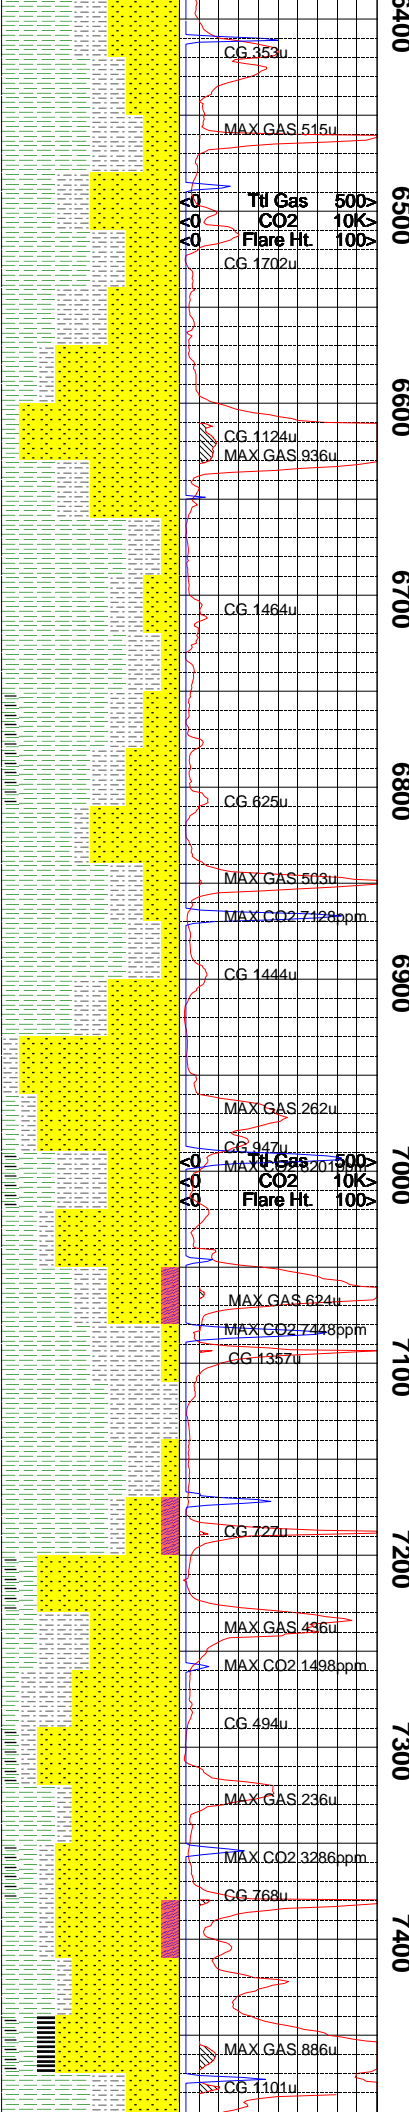 6400
CG 353u
MAX GAS 515u
6500
<0 Ttl Gas 500>
<0 CO2 10K>
<0 Flare Ht. 100>
CG 1702u
6600
CG 1124u
MAX GAS 936u
6700
CG 1464u
6800
CG 625u
MAX GAS 503u
MAX CO2 7128ppm
6900
CG 1444u
MAX GAS 262u
CG 947u
7000
<0 Ttl Gas 500>
MAX CO2
<0 CO2 10K>
<0 Flare Ht. 100>
MAX GAS 624u
MAX CO2 7448ppm
CG 1357u
7100
CG 727u
7200
MAX GAS 436u
MAX CO2 1498ppm
CG 494u
7300
MAX GAS 236u
MAX CO2 3286ppm
CG 768u
7400
MAX GAS 886u
CG 1101u